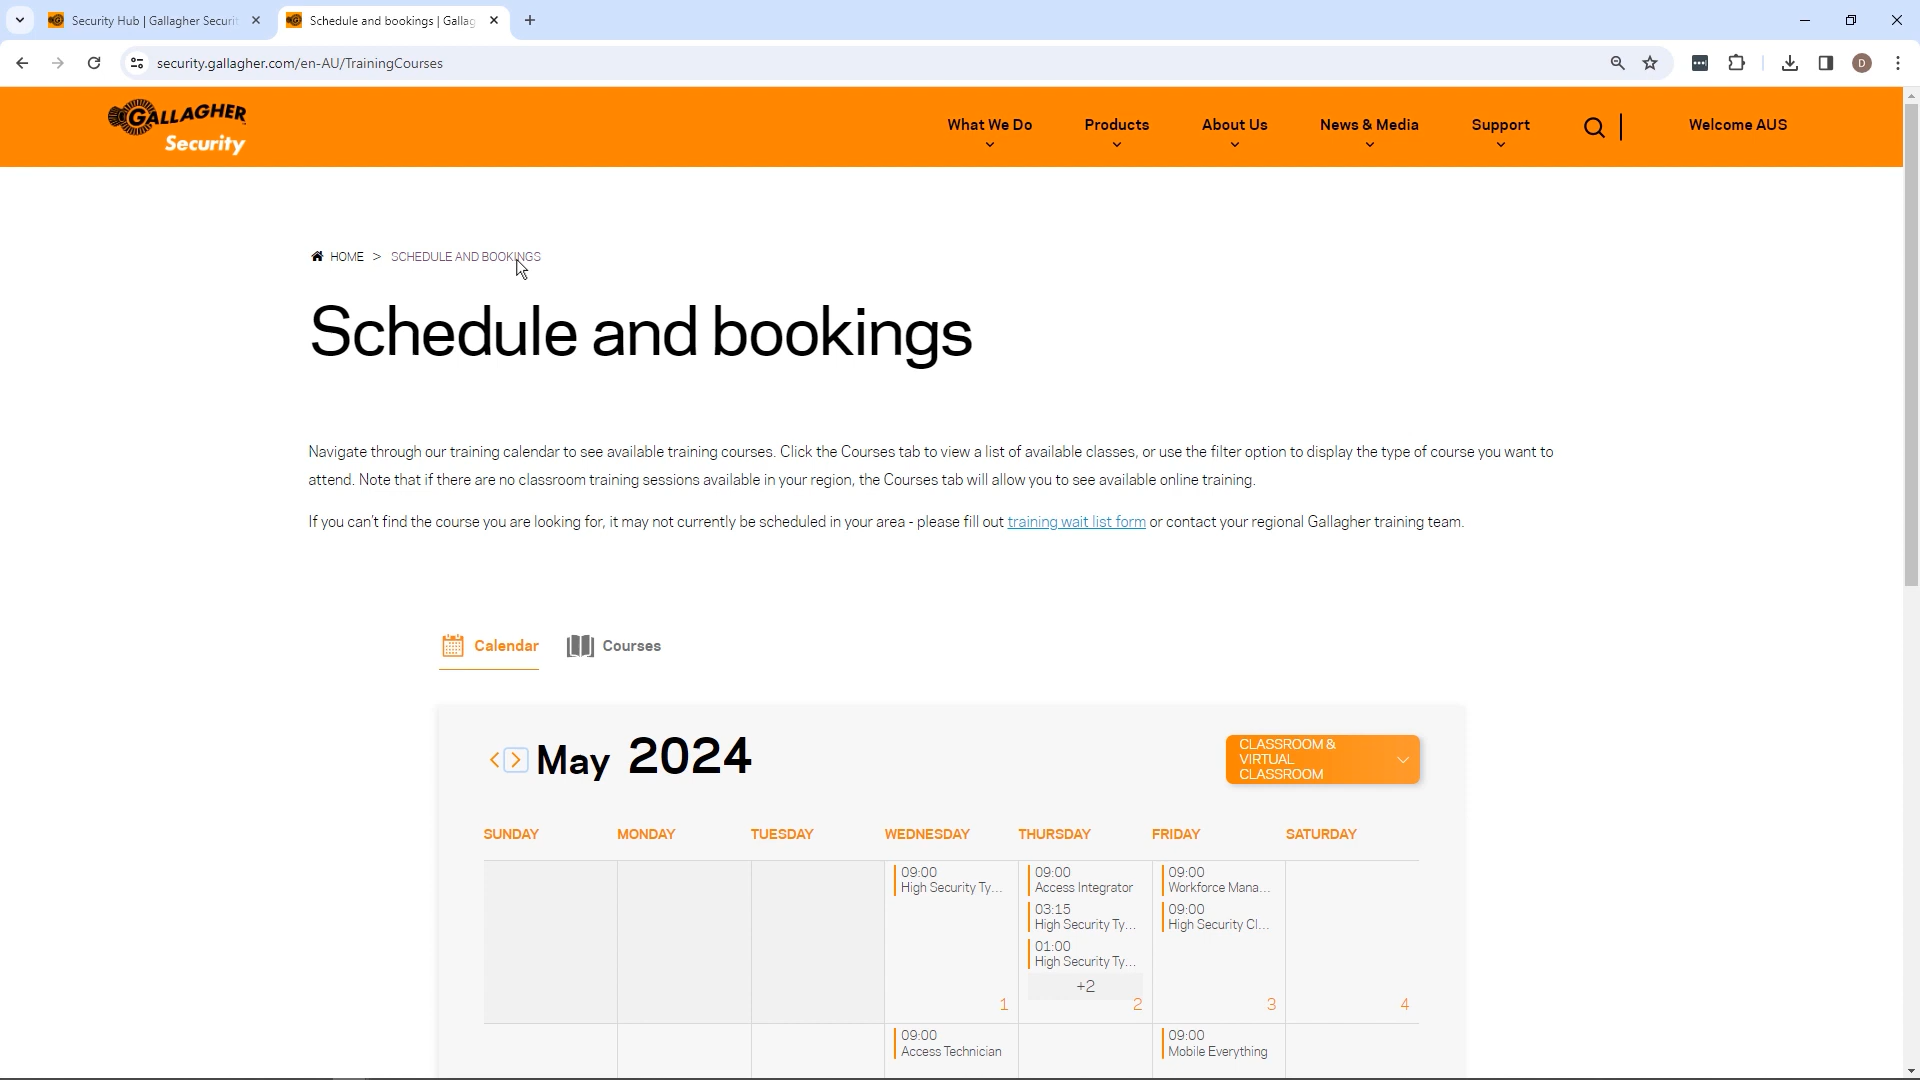 Security Hub | Gallagher Securit
Schedule and bookings | Gallag
security.gallagher.com/en-AU/TrainingCourses
D
GALLAGHER
Security
What We Do
Products
About Us
News & Media
Support
Welcome AUS
HOME > SCHEDULE AND BOOKINGS
Schedule and bookings
Navigate through our training calendar to see available training courses. Click the Courses tab to view a list of available classes, or use the filter option to display the type of course you want to
attend. Note that if there are no classroom training sessions available in your region, the Courses tab will allow you to see available online training.
If you can't find the course you are looking for, it may not currently be scheduled in your area - please fill out training wait list form or contact your regional Gallagher training team.
Calendar
Courses
May 2024
CLASSROOM &
VIRTUAL
CLASSROOM
SUNDAY MONDAY TUESDAY WEDNESDAY THURSDAY FRIDAY SATURDAY
09:00
High Security Ty...
1
09:00
Access Integrator
03:15
High Security Ty...
01:00
High Security Ty...
+2
2
09:00
Workforce Mana...
09:00
High Security Cl...
3
4
09:00
Access Technician
09:00
Mobile Everything